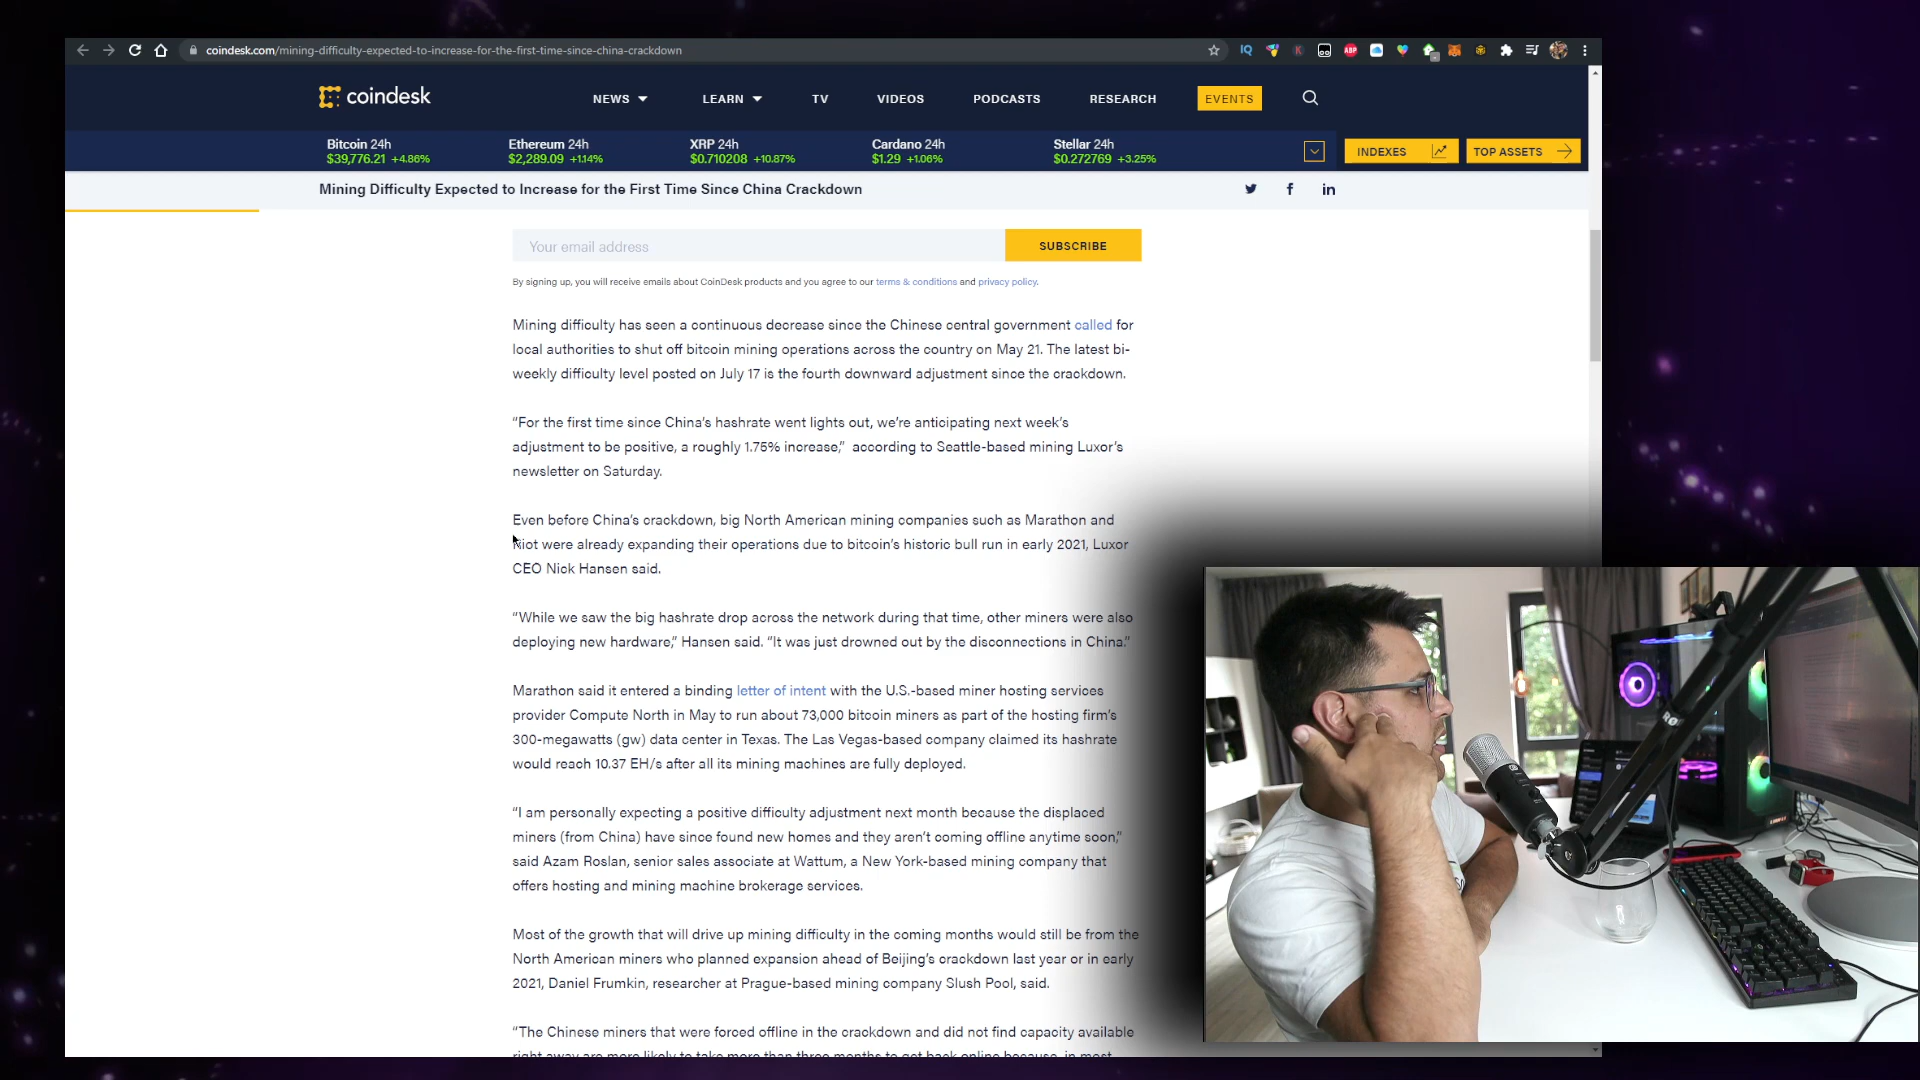 coindesk.com/mining-difficulty-expected-to-increase-for-the-first-time-since-china-crackdown
coindesk
NEWS
LEARN
TV
VIDEOS
PODCASTS
RESEARCH
EVENTS
Bitcoin 24h
$39,776.21 +4.86%
Ethereum 24h
$2,289.09 +1.14%
XRP 24h
$0.710208 +10.87%
Cardano 24h
$1.29 +1.06%
Stellar 24h
$0.272769 +3.25%
INDEXES
TOP ASSETS
Mining Difficulty Expected to Increase for the First Time Since China Crackdown
Your email address
SUBSCRIBE
By signing up, you will receive emails about CoinDesk products and you agree to our terms & conditions and privacy policy.
Mining difficulty has seen a continuous decrease since the Chinese central government called for
local authorities to shut off bitcoin mining operations across the country on May 21. The latest bi-
weekly difficulty level posted on July 17 is the fourth downward adjustment since the crackdown.
“For the first time since China’s hashrate went lights out, we’re anticipating next week’s
adjustment to be positive, a roughly 1.75% increase,” according to Seattle-based mining Luxor’s
newsletter on Saturday.
Even before China’s crackdown, big North American mining companies such as Marathon and
Riot were already expanding their operations due to bitcoin’s historic bull run in early 2021, Luxor
CEO Nick Hansen said.
“While we saw the big hashrate drop across the network during that time, other miners were also
deploying new hardware,” Hansen said. “It was just drowned out by the disconnections in China.”
Marathon said it entered a binding letter of intent with the U.S.-based miner hosting services
provider Compute North in May to run about 73,000 bitcoin miners as part of the hosting firm’s
300-megawatts (gw) data center in Texas. The Las Vegas-based company claimed its hashrate
would reach 10.37 EH/s after all its mining machines are fully deployed.
“I am personally expecting a positive difficulty adjustment next month because the displaced
miners (from China) have since found new homes and they aren’t coming offline anytime soon,”
said Azam Roslan, senior sales associate at Wattum, a New York-based mining company that
offers hosting and mining machine brokerage services.
Most of the growth that will drive up mining difficulty in the coming months would still be from the
North American miners who planned expansion ahead of Beijing’s crackdown last year or in early
2021, Daniel Frumkin, researcher at Prague-based mining company Slush Pool, said.
“The Chinese miners that were forced offline in the crackdown and did not find capacity available
right away are more likely to take more than three months to get back online because, in most